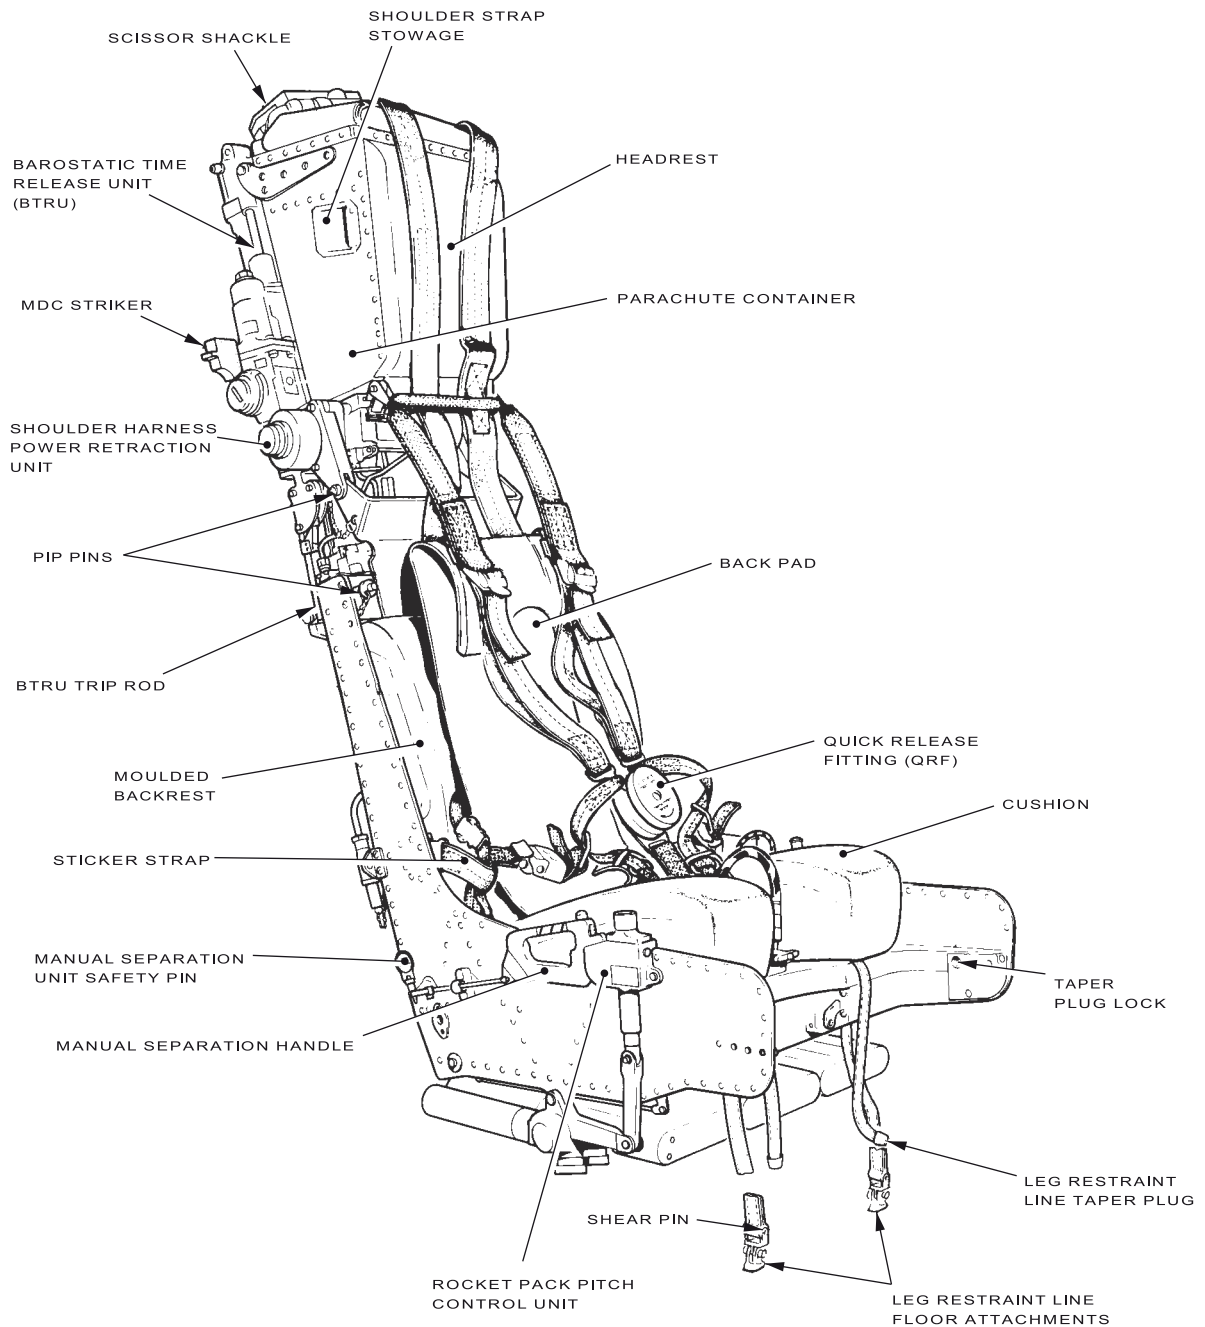 SHOULDER STRAP
STOWAGE
SCISSOR SHACKLE
HEADREST
BAROSTATIC TIME
RELEASE UNIT
(BTRU)
PARACHUTE CONTAINER
MDC STRIKER
SHOULDER HARNESS
POWER RETRACTION
UNIT
PIP PINS
BACK PAD
BTRU TRIP ROD
QUICK RELEASE
FITTING (QRF)
MOULDED
BACKREST
CUSHION
STICKER STRAP
MANUAL SEPARATION
UNIT SAFETY PIN
TAPER
PLUG LOCK
MANUAL SEPARATION HANDLE
LEG RESTRAINT
LINE TAPER PLUG
SHEAR PIN
ROCKET PACK PITCH
CONTROL UNIT
LEG RESTRAINT LINE
FLOOR ATTACHMENTS